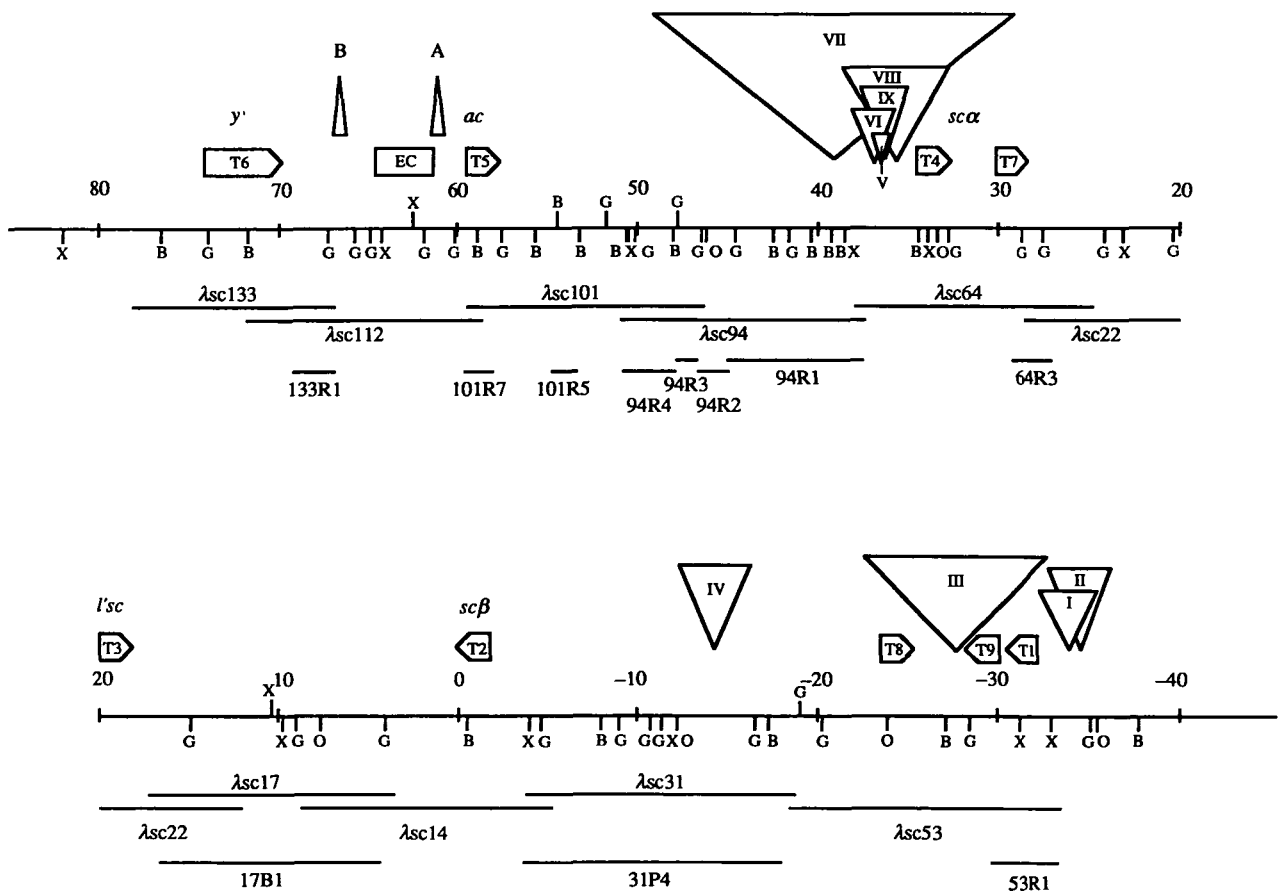 VII
B A VIII
IX
y' ac VI scα
T6 EC T5 T4 T7
V
80 70 60 50 40 30 20
X B G G
X B G B G G G X G G B G B B B X G B G O G B G B B B X B X O G G G G X G
λsc133 λsc101 λsc64
λsc112 λsc94 λsc22
133R1 101R7 101R5 94R4 94R3 94R2 94R1 64R3
IV III II
I
l'sc scβ
T3 T2 T8 T9 T1
20 10 0 −10 −20 −30 −40
X G
G X G O G B X G B G G G X O G B G O B G X X G O B
λsc17 λsc31
λsc22 λsc14 λsc53
17B1 31P4 53R1